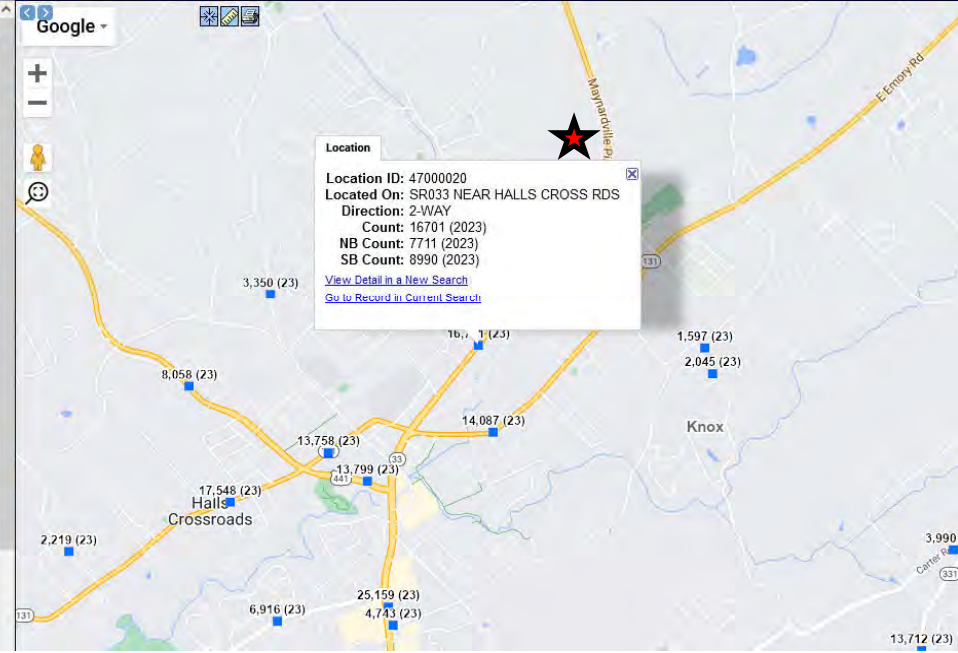 Google
Maynardville Pi
E Emory Rd
Location
Location ID: 47000020
Located On: SR033 NEAR HALLS CROSS RDS
Direction: 2-WAY
Count: 16701 (2023)
NB Count: 7711 (2023)
SB Count: 8990 (2023)
View Detail in a New Search
Go to Record in Current Search
131
3,350 (23)
1 (23)
1,597 (23)
2,045 (23)
8,058 (23)
14,087 (23)
Knox
13,758 (23)
33
441
13,799 (23)
17,548 (23)
Halls
Crossroads
2,219 (23)
3,990
Carter R
331
25,159 (23)
6,916 (23)
4,743 (23)
131
13,712 (23)